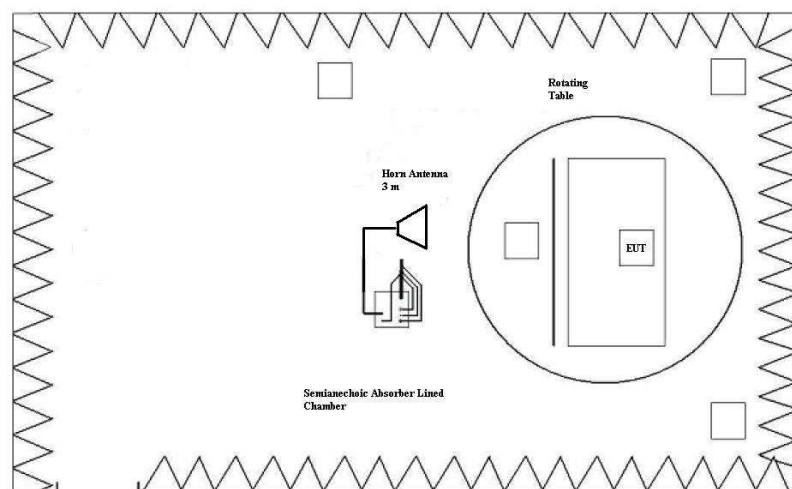 Rotating
Table
Horn Antenna
3 m
EUT
Semianechoic Absorber Lined
Chamber